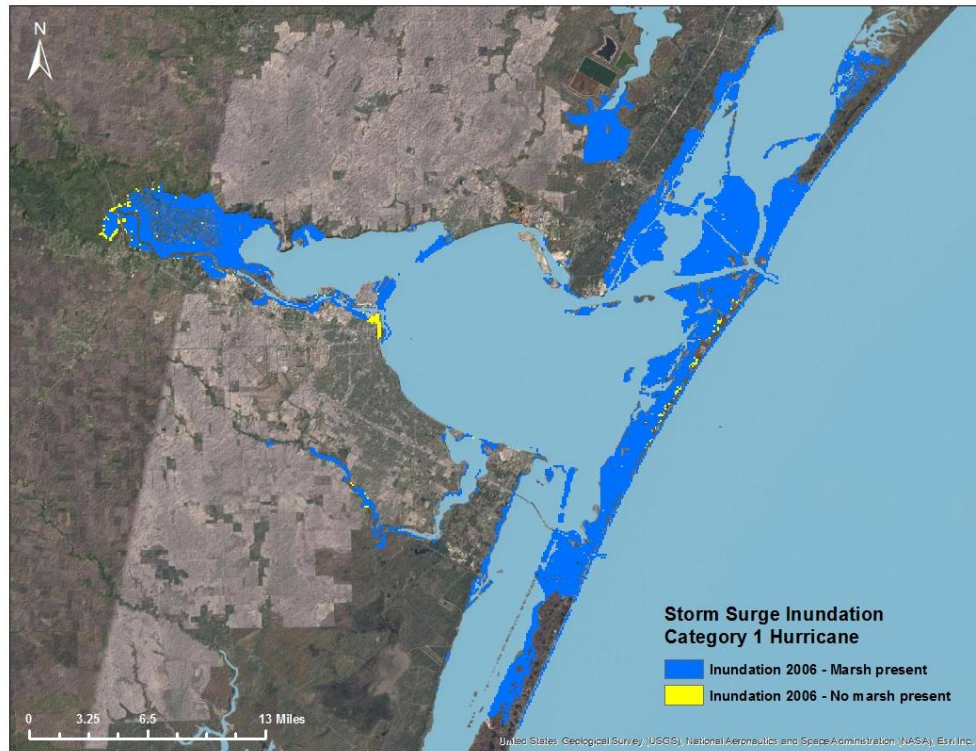 N
Storm Surge Inundation
Category 1 Hurricane
Inundation 2006 - Marsh present
Inundation 2006 - No marsh present
0 3.25 6.5 13 Miles
United States Geological Survey (USGS), National Aeronautics and Space Administration (NASA), Esri, Inc